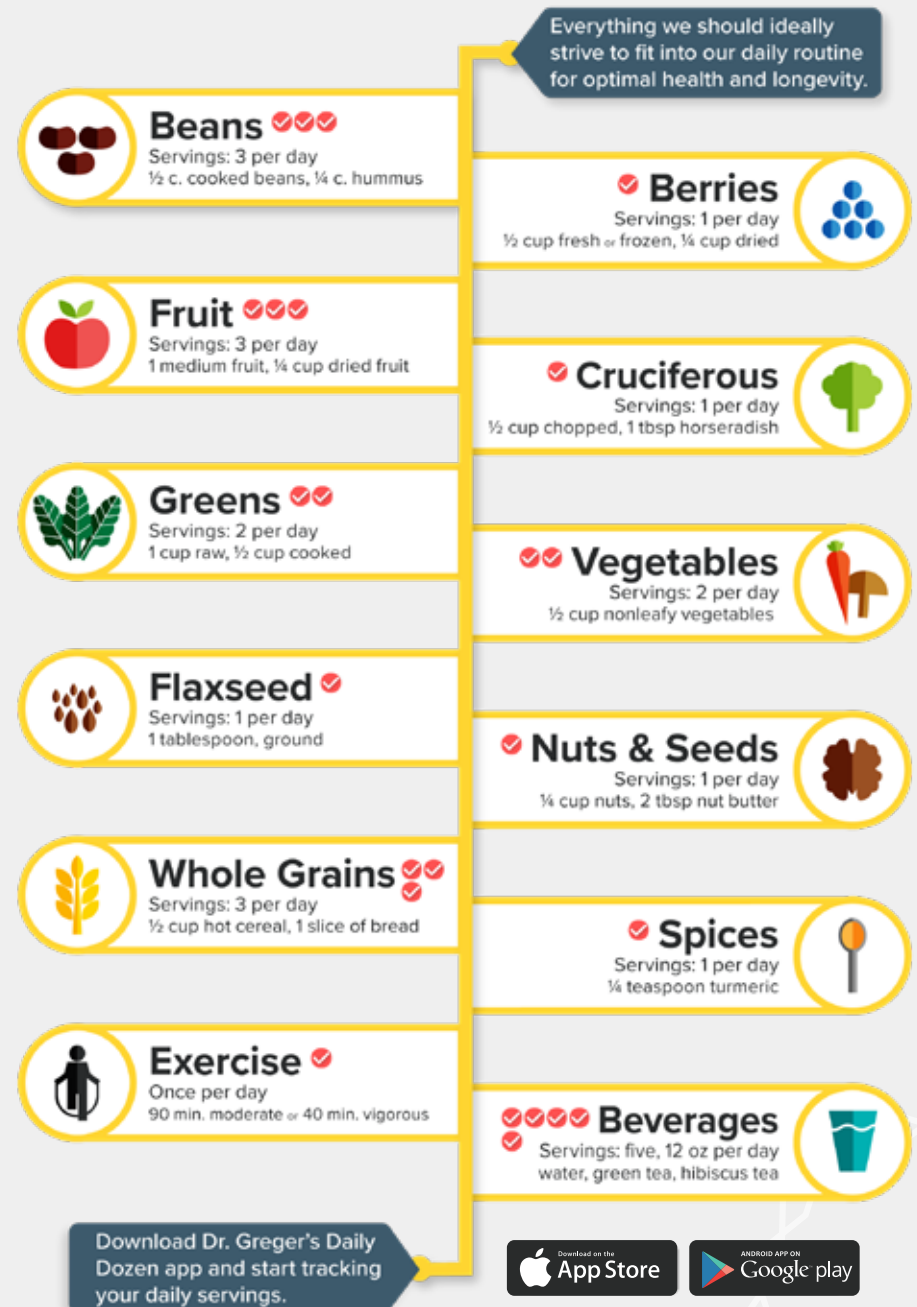 Everything we should ideally
strive to fit into our daily routine
for optimal health and longevity.
Beans
Servings: 3 per day
½ c. cooked beans, ¼ c. hummus
Berries
Servings: 1 per day
½ cup fresh or frozen, ¼ cup dried
Fruit
Servings: 3 per day
1 medium fruit, ¼ cup dried fruit
Cruciferous
Servings: 1 per day
½ cup chopped, 1 tbsp horseradish
Greens
Servings: 2 per day
1 cup raw, ½ cup cooked
Vegetables
Servings: 2 per day
½ cup nonleafy vegetables
Flaxseed
Servings: 1 per day
1 tablespoon, ground
Nuts & Seeds
Servings: 1 per day
¼ cup nuts, 2 tbsp nut butter
Whole Grains
Servings: 3 per day
½ cup hot cereal, 1 slice of bread
Spices
Servings: 1 per day
¼ teaspoon turmeric
Exercise
Once per day
90 min. moderate or 40 min. vigorous
Beverages
Servings: five, 12 oz per day
water, green tea, hibiscus tea
Download Dr. Greger's Daily
Dozen app and start tracking
your daily servings.
Download on the
App Store
ANDROID APP ON
Google play